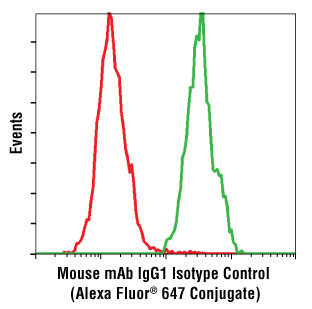 Events
Mouse mAb IgG1 Isotype Control
(Alexa Fluor® 647 Conjugate)